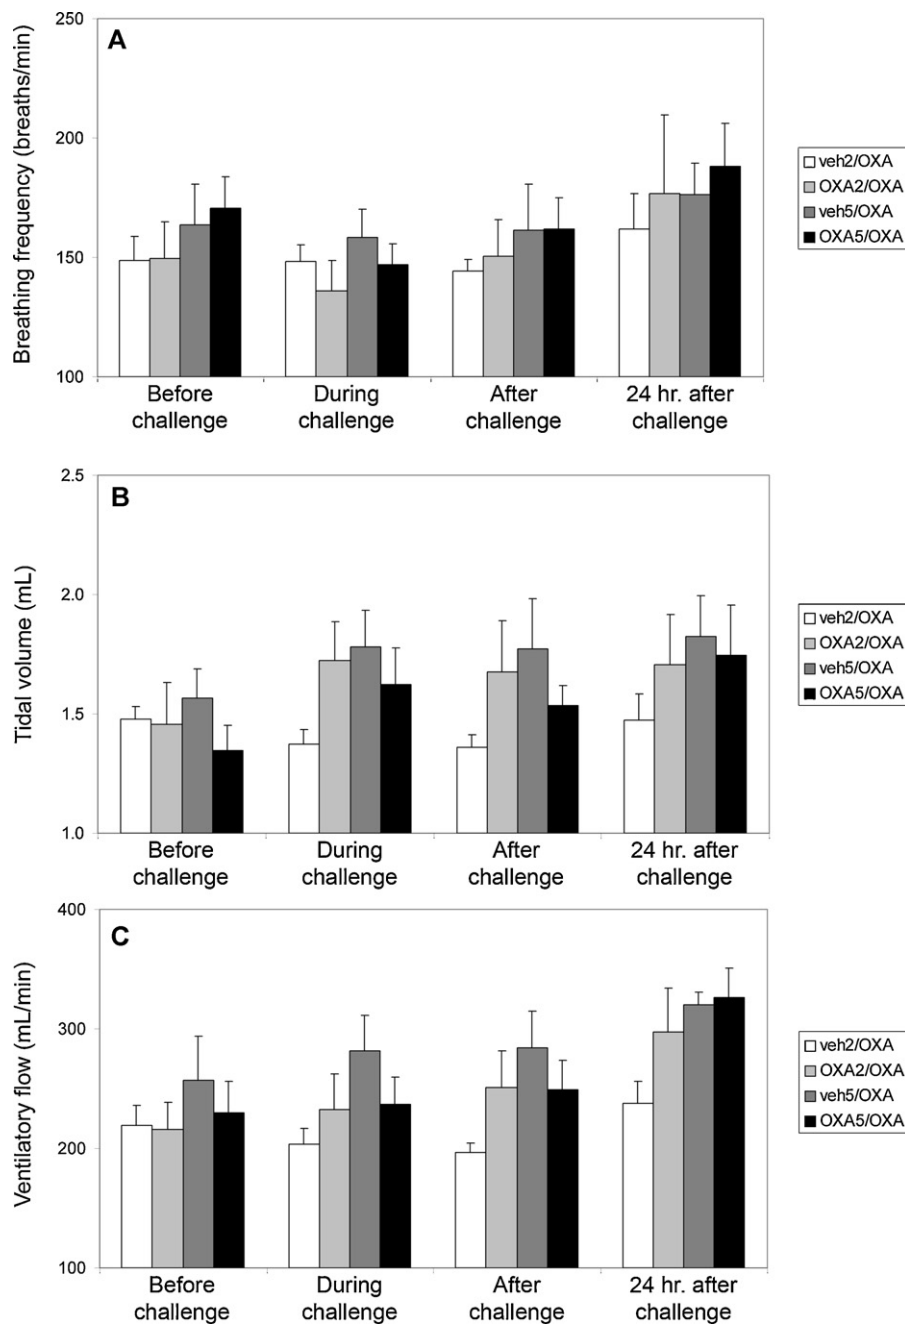 A
Breathing frequency (breaths/min)
250
200
150
100
Before
challenge
During
challenge
After
challenge
24 hr. after
challenge
veh2/OXA
OXA2/OXA
veh5/OXA
OXA5/OXA
B
Tidal volume (mL)
2.5
2.0
1.5
1.0
Before
challenge
During
challenge
After
challenge
24 hr. after
challenge
veh2/OXA
OXA2/OXA
veh5/OXA
OXA5/OXA
C
Ventilatory flow (mL/min)
400
300
200
100
Before
challenge
During
challenge
After
challenge
24 hr. after
challenge
veh2/OXA
OXA2/OXA
veh5/OXA
OXA5/OXA